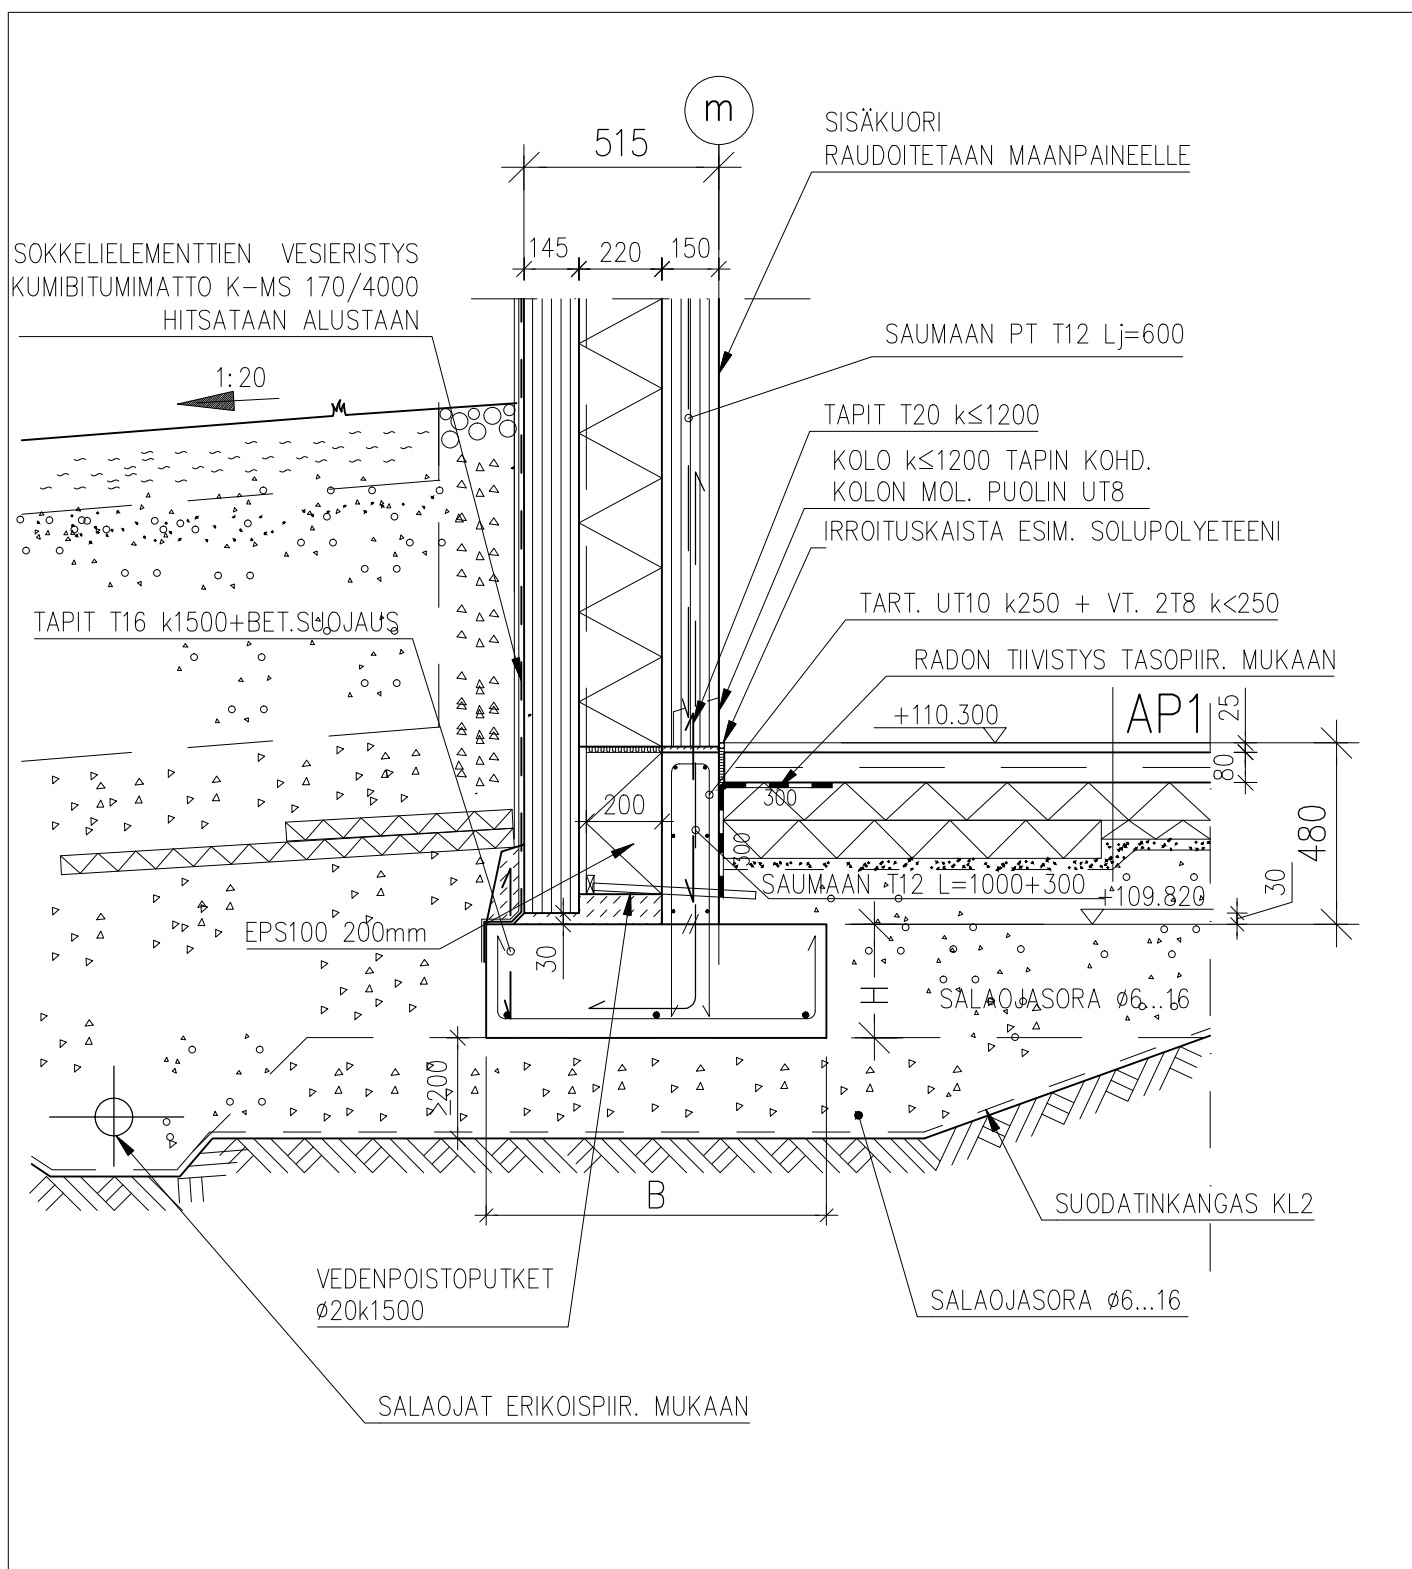 m
515
SISÄKUORI
RAUDOITETAAN MAANPAINEELLE
SOKKELIELEMENTTIEN VESIERISTYS
KUMIBITUMIMATTO K-MS 170/4000
HITSATAAN ALUSTAAN
145
220
150
SAUMAAN PT T12 Lj=600
1:20
TAPIT T20 k≤1200
KOLO k≤1200 TAPIN KOHD.
KOLON MOL. PUOLIN UT8
IRROITUSKAISTA ESIM. SOLUPOLYETEENI
TART. UT10 k250 + VT. 2T8 k<250
TAPIT T16 k1500+BET.SUOJAUS
RADON TIIVISTYS TASOPIIR. MUKAAN
+110.300
AP1
25
80
200
300
300
480
SAUMAAN T12 L=1000+300
+109.820
30
EPS100 200mm
30
H
SALAOJASORA ø6...16
≥200
B
SUODATINKANGAS KL2
VEDENPOISTOPUTKET
ø20k1500
SALAOJASORA ø6...16
SALAOJAT ERIKOISPIIR. MUKAAN